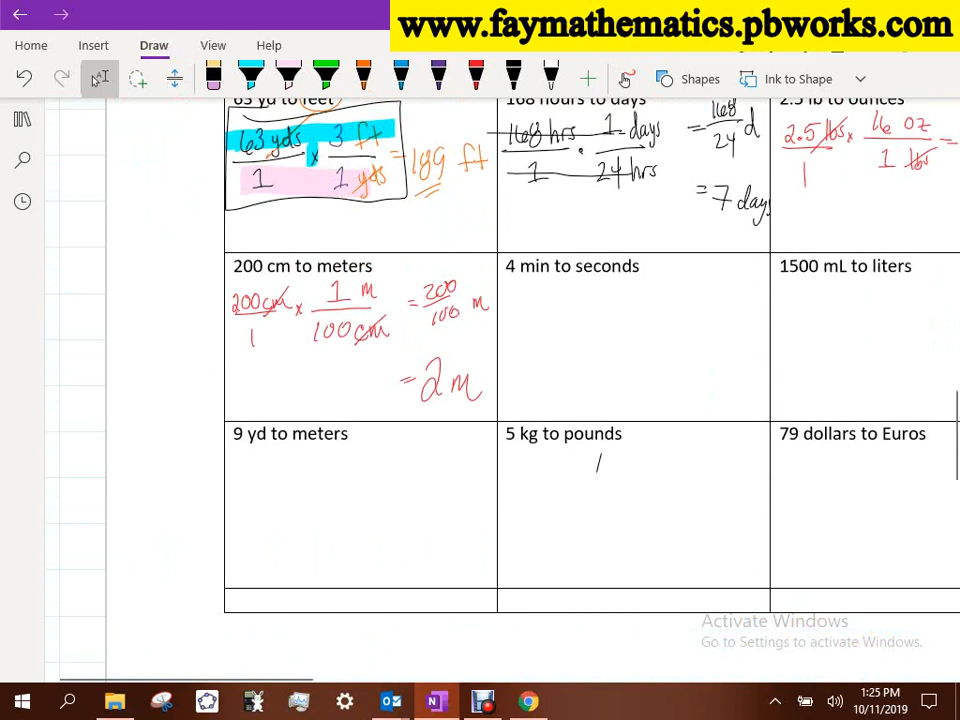 www.faymathematics.pbworks.com
Home Insert Draw View Help
Shapes Ink to Shape
63 yd to feet
63 yds x 3 ft = 189 ft
1 1 yds
168 hours to days
168 hrs · 1 days = 168 d
1 24 hrs 24
= 7 days
2.5 lb to ounces
2.5 lbs x 16 oz =
1 1 lbs
200 cm to meters
200 cm x 1 m = 200 m
1 100 cm 100
= 2 m
4 min to seconds
1500 mL to liters
9 yd to meters
5 kg to pounds
79 dollars to Euros
Activate Windows
Go to Settings to activate Windows.
1:25 PM
10/11/2019